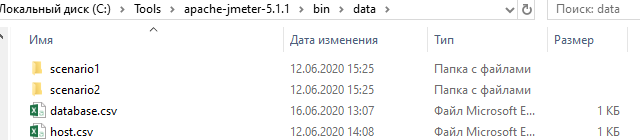 Локальный диск (C:) > Tools > apache-jmeter-5.1.1 > bin > data > Поиск: data
Имя Дата изменения Тип Размер
scenario1 12.06.2020 15:25 Папка с файлами
scenario2 12.06.2020 15:25 Папка с файлами
database.csv 16.06.2020 13:07 Файл Microsoft E... 1 КБ
host.csv 12.06.2020 14:08 Файл Microsoft E... 1 КБ